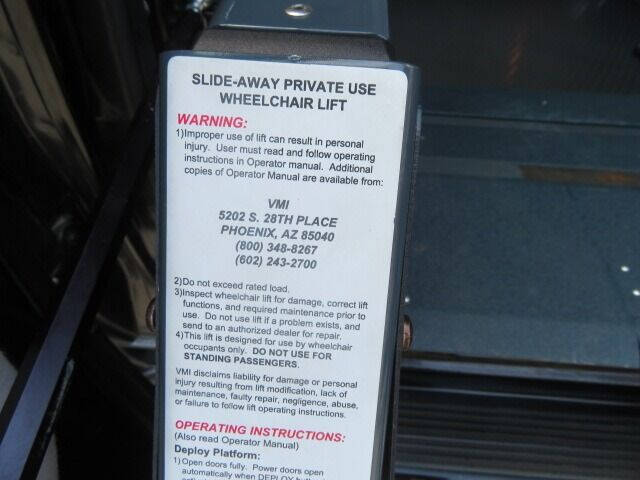 SLIDE-AWAY PRIVATE USE
WHEELCHAIR LIFT
WARNING:
1)Improper use of lift can result in personal
injury. User must read and follow operating
instructions in Operator manual. Additional
copies of Operator Manual are available from:
VMI
5202 S. 28TH PLACE
PHOENIX, AZ 85040
(800) 348-8267
(602) 243-2700
2)Do not exceed rated load.
3)Inspect wheelchair lift for damage, correct lift
functions, and required maintenance prior to
use. Do not use lift if a problem exists, and
send to an authorized dealer for repair.
4)This lift is designed for use by wheelchair
occupants only. DO NOT USE FOR
STANDING PASSENGERS.
VMI disclaims liability for damage or personal
injury resulting from lift modification, lack of
maintenance, faulty repair, negligence, abuse,
or failure to follow lift operating instructions.
OPERATING INSTRUCTIONS:
(Also read Operator Manual)
Deploy Platform:
1)Open doors fully. Power doors open
automatically when DEPLOY